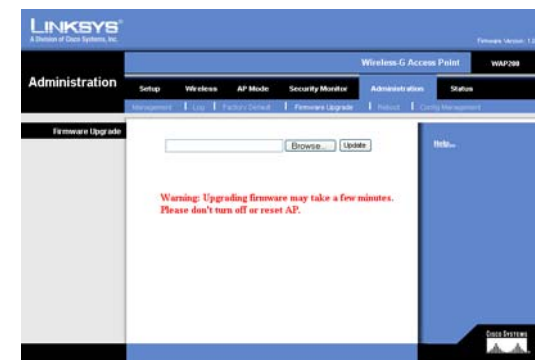 LINKSYS®
A Division of Cisco Systems, Inc.
Firmware Version: 1.0
Wireless-G Access Point WAP200
Administration
Setup Wireless AP Mode Security Monitor Administration Status
Management Log Factory Default Firmware Upgrade Reboot Config Management
Firmware Upgrade
Browse... Update
Help...
Warning: Upgrading firmware may take a few minutes.
Please don't turn off or reset AP.
CISCO SYSTEMS